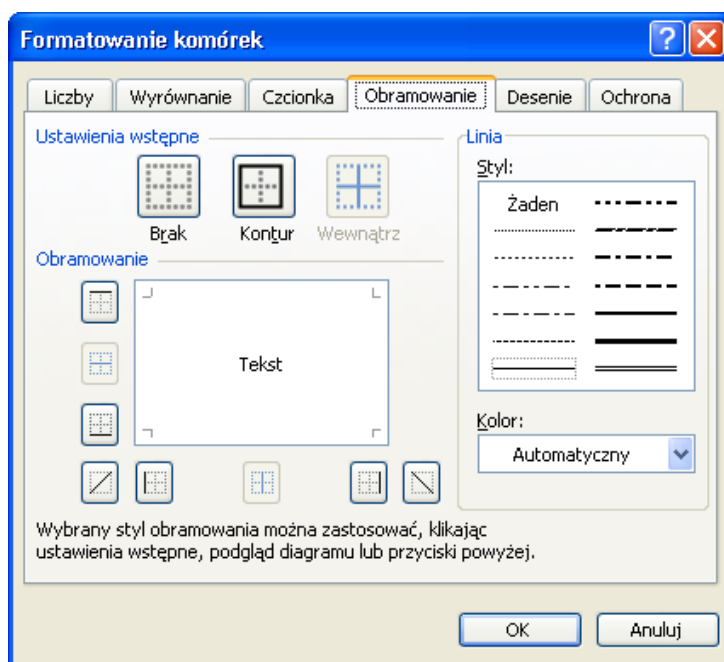 Formatowanie komórek
Liczby Wyrównanie Czcionka Obramowanie Desenie Ochrona
Ustawienia wstępne
Brak Kontur Wewnątrz
Obramowanie
Tekst
Linia
Styl:
Żaden
Kolor:
Automatyczny
Wybrany styl obramowania można zastosować, klikając
ustawienia wstępne, podgląd diagramu lub przyciski powyżej.
OK Anuluj